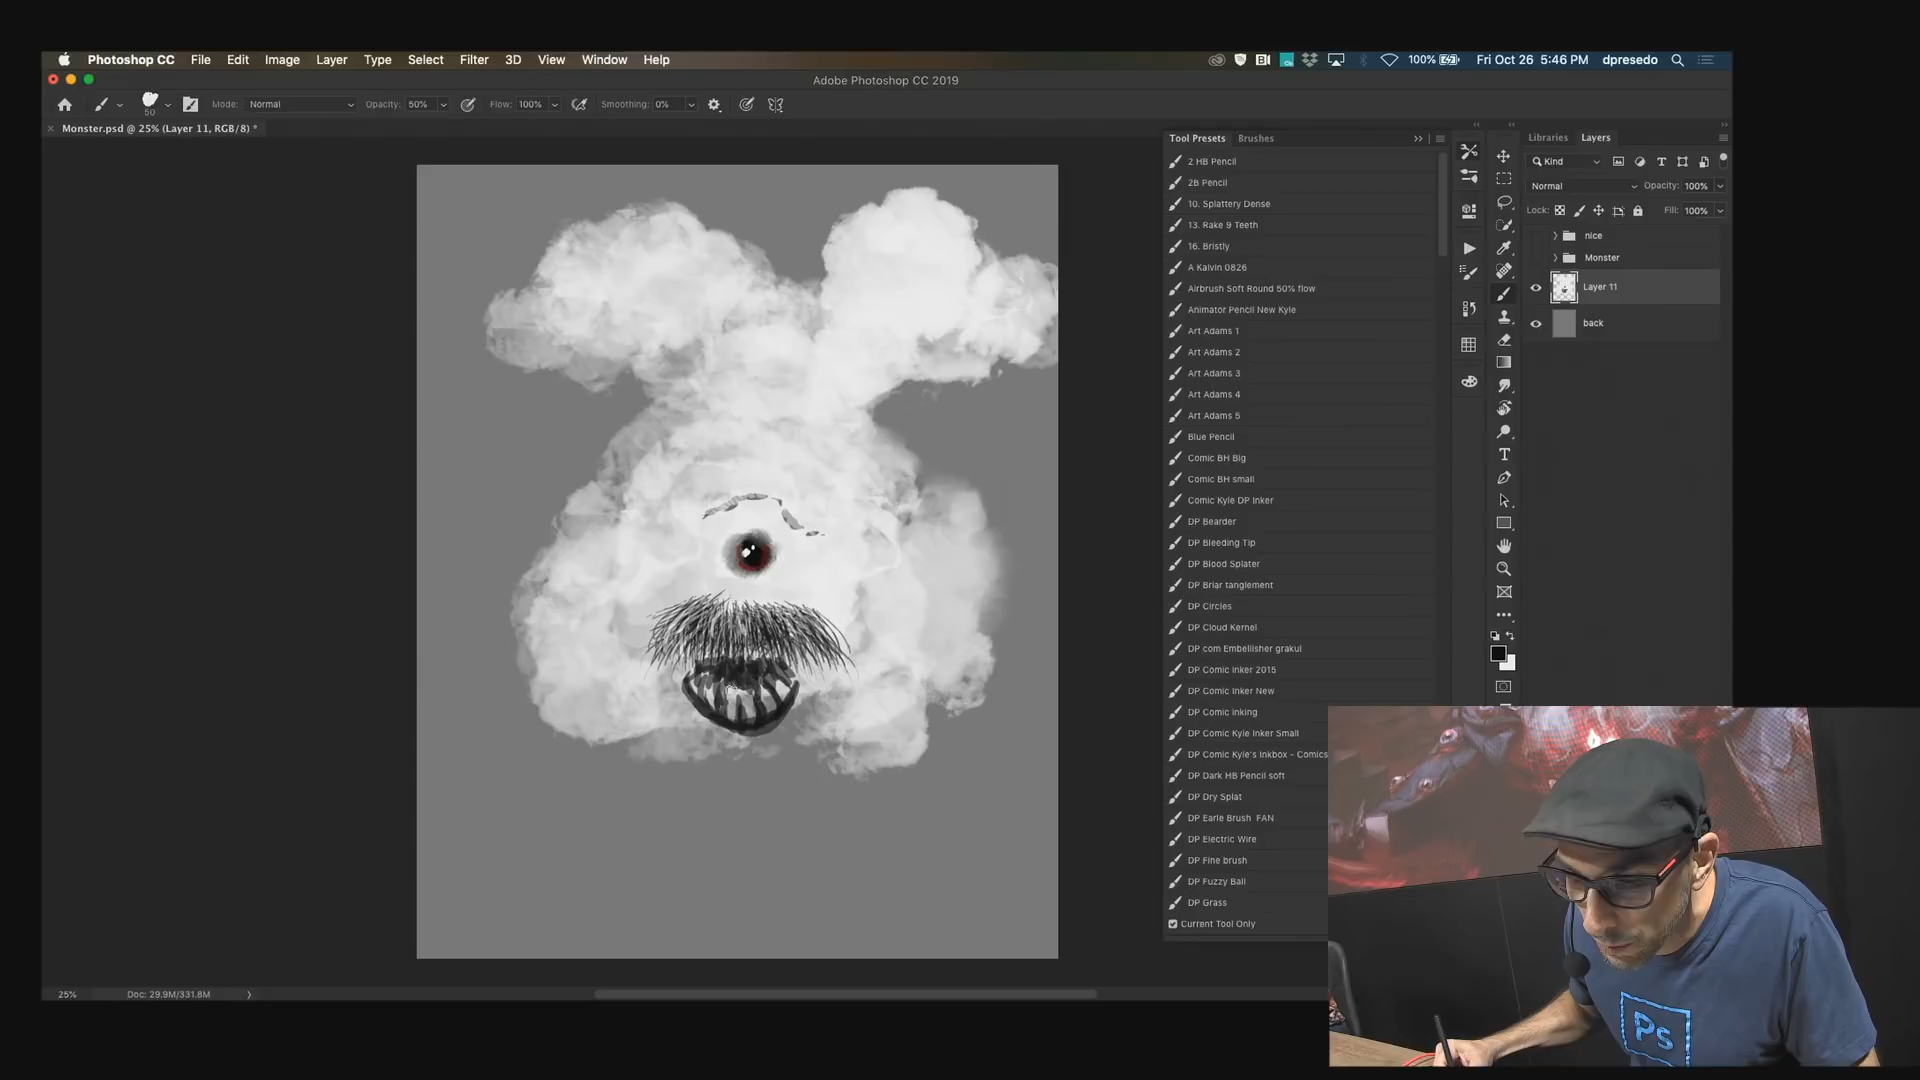 Photoshop CC File Edit Image Layer Type Select Filter 3D View Window Help 100% Fri Oct 26 5:46 PM dpresedo
Adobe Photoshop CC 2019
50 Mode: Normal Opacity: 50% Flow: 100% Smoothing: 0%
Monster.psd @ 25% (Layer 11, RGB/8) *
Tool Presets Brushes
2 HB Pencil
2B Pencil
10. Splattery Dense
13. Rake 9 Teeth
16. Bristly
A Kalvin 0826
Airbrush Soft Round 50% flow
Animator Pencil New Kyle
Art Adams 1
Art Adams 2
Art Adams 3
Art Adams 4
Art Adams 5
Blue Pencil
Comic BH Big
Comic BH small
Comic Kyle DP Inker
DP Bearder
DP Bleeding Tip
DP Blood Splater
DP Briar tanglement
DP Circles
DP Cloud Kernel
DP com Embellisher grakul
DP Comic Inker 2015
DP Comic Inker New
DP Comic inking
DP Comic Kyle Inker Small
DP Comic Kyle's Inkbox - Comics
DP Dark HB Pencil soft
DP Dry Splat
DP Earle Brush FAN
DP Electric Wire
DP Fine brush
DP Fuzzy Ball
DP Grass
Current Tool Only
Libraries Layers
Kind
Normal Opacity: 100%
Lock: Fill: 100%
nice
Monster
Layer 11
back
25% Doc: 29.9M/331.8M
Ps